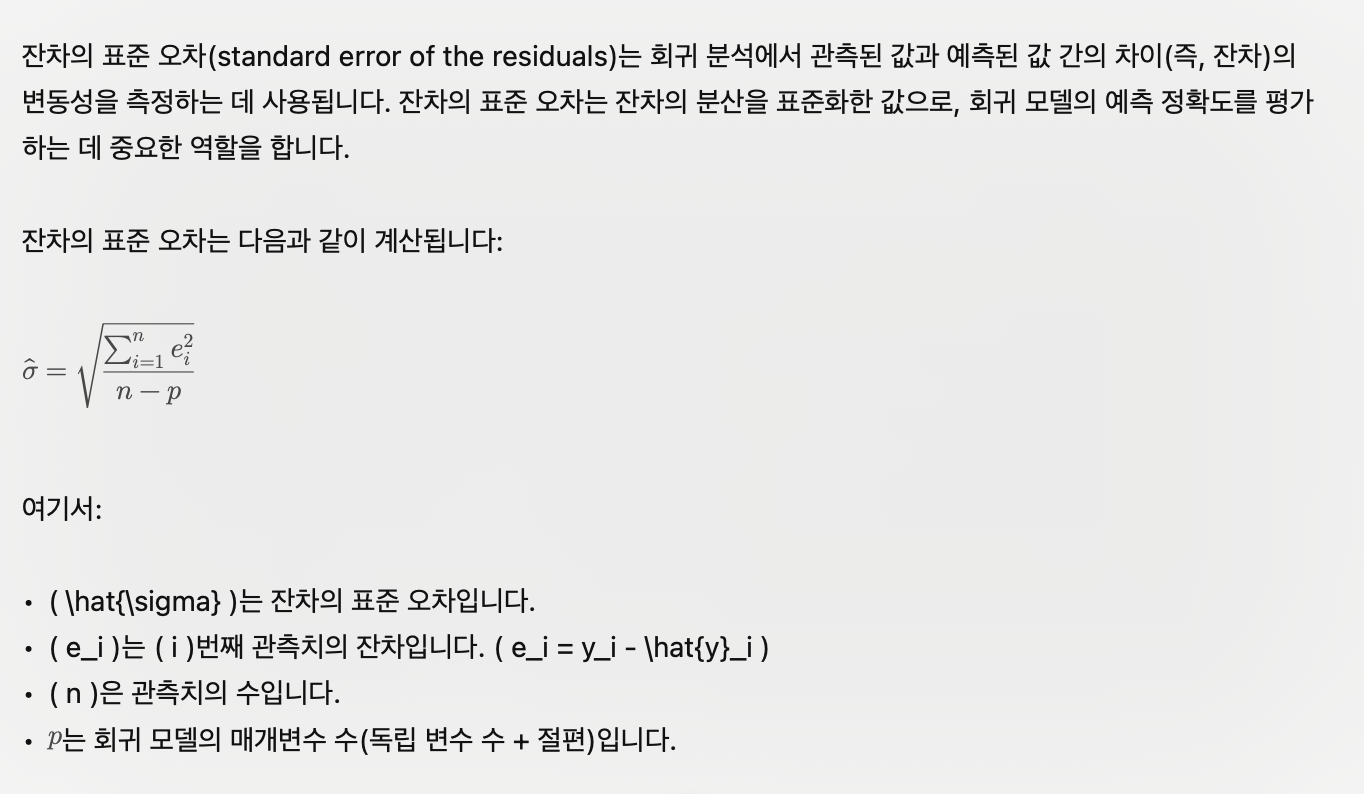 잔차의 표준 오차(standard error of the residuals)는 회귀 분석에서 관측된 값과 예측된 값 간의 차이(즉, 잔차)의
변동성을 측정하는 데 사용됩니다. 잔차의 표준 오차는 잔차의 분산을 표준화한 값으로, 회귀 모델의 예측 정확도를 평가
하는 데 중요한 역할을 합니다.
잔차의 표준 오차는 다음과 같이 계산됩니다:
$\hat{\sigma} = \sqrt{\frac{\sum_{i=1}^{n} e_i^2}{n - p}}$
여기서:
• ( \hat{\sigma} )는 잔차의 표준 오차입니다.
• ( e_i )는 ( i )번째 관측치의 잔차입니다. ( e_i = y_i - \hat{y}_i )
• ( n )은 관측치의 수입니다.
• p는 회귀 모델의 매개변수 수(독립 변수 수 + 절편)입니다.